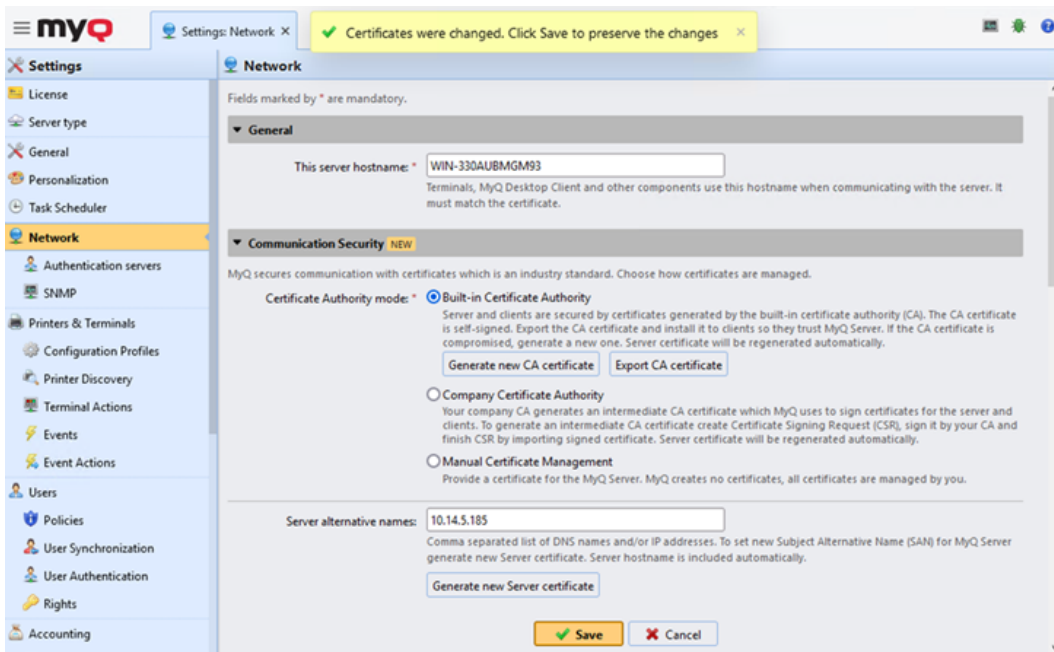 myQ
Settings: Network ×
Certificates were changed. Click Save to preserve the changes ×
Settings
License
Server type
General
Personalization
Task Scheduler
Network
Authentication servers
SNMP
Printers & Terminals
Configuration Profiles
Printer Discovery
Terminal Actions
Events
Event Actions
Users
Policies
User Synchronization
User Authentication
Rights
Accounting
Network
Fields marked by * are mandatory.
General
This server hostname: * WIN-330AUBMGM93
Terminals, MyQ Desktop Client and other components use this hostname when communicating with the server. It
must match the certificate.
Communication Security NEW
MyQ secures communication with certificates which is an industry standard. Choose how certificates are managed.
Certificate Authority mode: * Built-in Certificate Authority
Server and clients are secured by certificates generated by the built-in certificate authority (CA). The CA certificate
is self-signed. Export the CA certificate and install it to clients so they trust MyQ Server. If the CA certificate is
compromised, generate a new one. Server certificate will be regenerated automatically.
Generate new CA certificate Export CA certificate
Company Certificate Authority
Your company CA generates an intermediate CA certificate which MyQ uses to sign certificates for the server and
clients. To generate an intermediate CA certificate create Certificate Signing Request (CSR), sign it by your CA and
finish CSR by importing signed certificate. Server certificate will be regenerated automatically.
Manual Certificate Management
Provide a certificate for the MyQ Server. MyQ creates no certificates, all certificates are managed by you.
Server alternative names: 10.14.5.185
Comma separated list of DNS names and/or IP addresses. To set new Subject Alternative Name (SAN) for MyQ Server
generate new Server certificate. Server hostname is included automatically.
Generate new Server certificate
Save Cancel